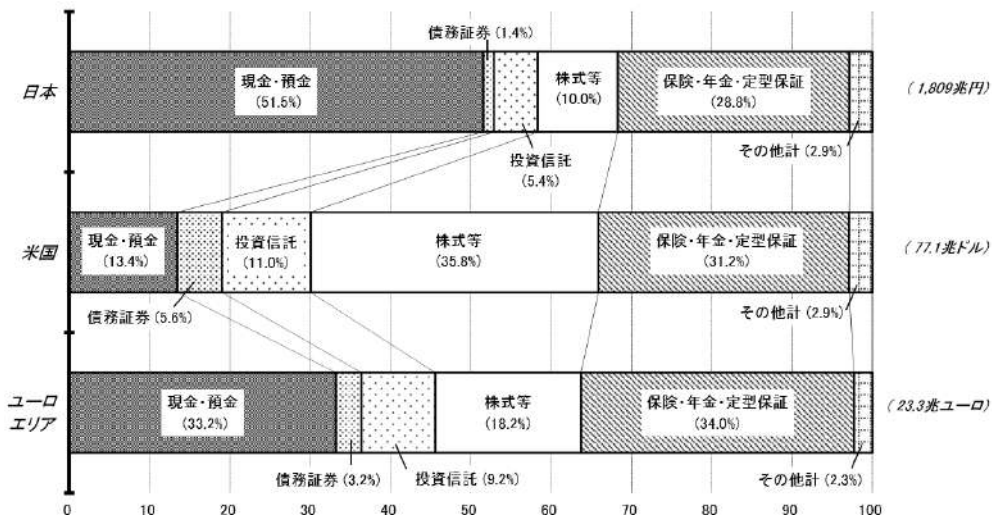 債務証券(1.4%)
日本
現金・預金
(51.5%)
株式等
(10.0%)
保険・年金・定型保証
(28.8%)
(1,809兆円)
投資信託
(5.4%)
その他計(2.9%)
米国
現金・預金
(13.4%)
投資信託
(11.0%)
株式等
(35.8%)
保険・年金・定型保証
(31.2%)
(77.1兆ドル)
債務証券(5.6%)
その他計(2.9%)
ユーロ
エリア
現金・預金
(33.2%)
株式等
(18.2%)
保険・年金・定型保証
(34.0%)
(23.3兆ユーロ)
債務証券(3.2%)
投資信託(9.2%)
その他計(2.3%)
0 10 20 30 40 50 60 70 80 90 100